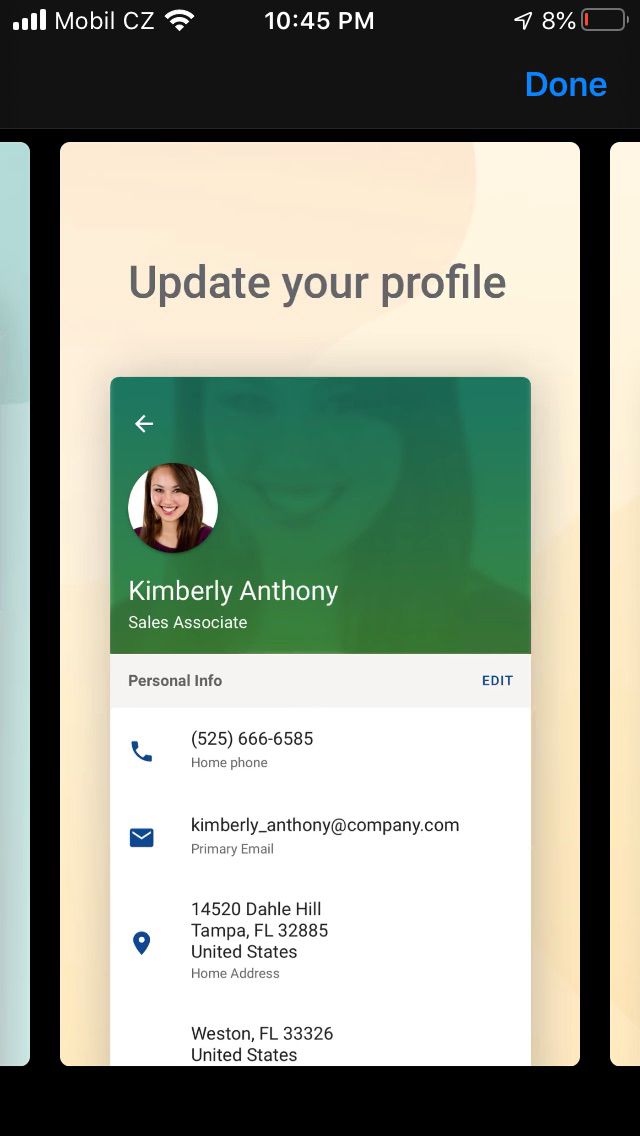 Mobil CZ 10:45 PM 8%
Done
Update your profile
Kimberly Anthony
Sales Associate
Personal Info EDIT
(525) 666-6585
Home phone
kimberly_anthony@company.com
Primary Email
14520 Dahle Hill
Tampa, FL 32885
United States
Home Address
Weston, FL 33326
United States